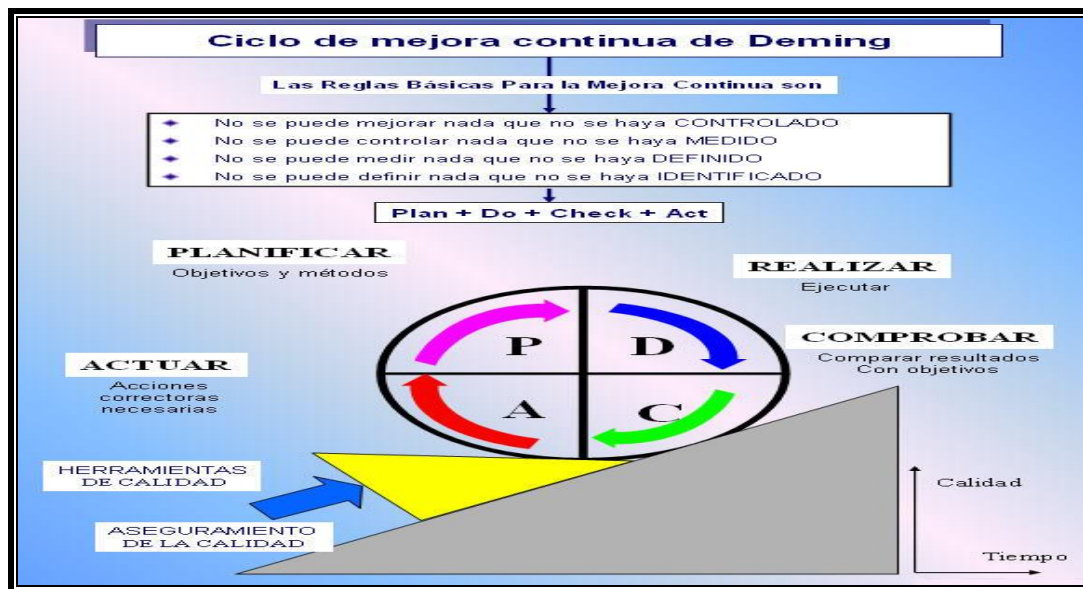 Ciclo de mejora continua de Deming
Las Reglas Básicas Para la Mejora Continua son
No se puede mejorar nada que no se haya CONTROLADO
No se puede controlar nada que no se haya MEDIDO
No se puede medir nada que no se haya DEFINIDO
No se puede definir nada que no se haya IDENTIFICADO
Plan + Do + Check + Act
PLANIFICAR
Objetivos y métodos
REALIZAR
Ejecutar
P
D
COMPROBAR
Comparar resultados
Con objetivos
ACTUAR
Acciones
correctoras
necesarias
A
C
HERRAMIENTAS
DE CALIDAD
ASEGURAMIENTO
DE LA CALIDAD
Calidad
Tiempo